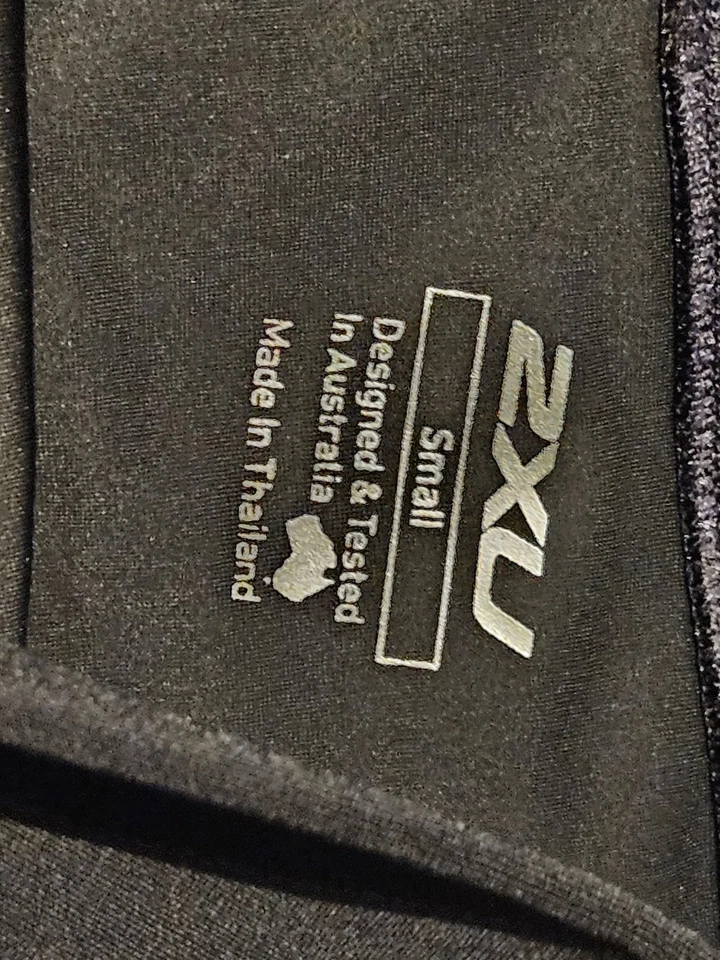 2XU
Small
Designed & Tested
In Australia
Made In Thailand